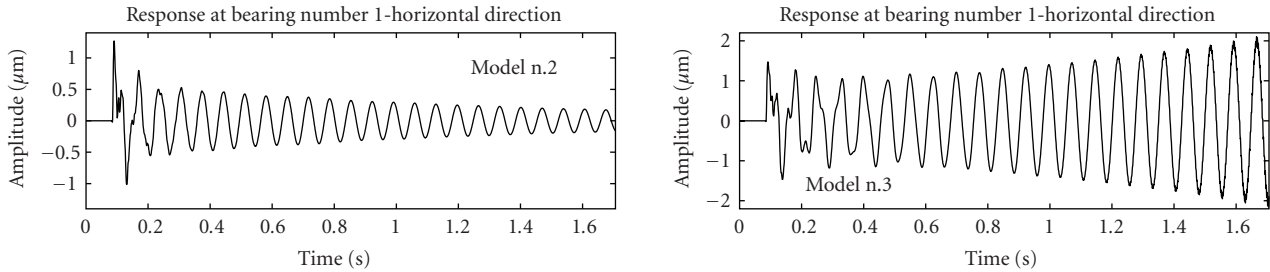 Response at bearing number 1-horizontal direction
Amplitude (μm)
1
0.5
0
−0.5
−1
Model n.2
0 0.2 0.4 0.6 0.8 1 1.2 1.4 1.6
Time (s)
Response at bearing number 1-horizontal direction
Amplitude (μm)
2
1
0
−1
−2
Model n.3
0 0.2 0.4 0.6 0.8 1 1.2 1.4 1.6
Time (s)